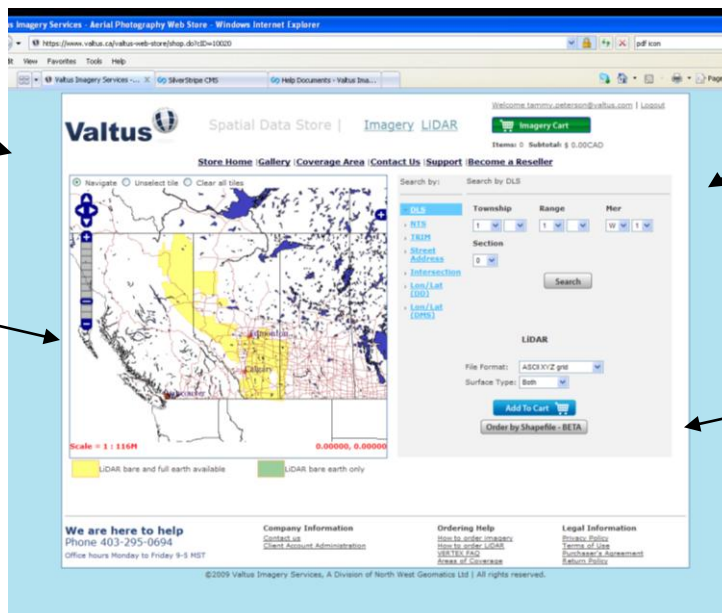 us Imagery Services - Aerial Photography Web Store - Windows Internet Explorer
https://www.valtus.ca/valtus-web-store/shop.do?cID=10020
pdf icon
View Favorites Tools Help
Valtus Imagery Services -... X
SilverStripe CMS
Help Documents - Valtus Ima...
Page
Welcome tammy.peterson@valtus.com | Logout
Valtus
Spatial Data Store | Imagery LiDAR
Imagery Cart
Items: 0 Subtotal: $ 0.00CAD
Store Home | Gallery | Coverage Area | Contact Us | Support | Become a Reseller
Navigate Unselect tile Clear all tiles
Edmonton
Calgary
Vancouver
Scale = 1 : 116M
0.00000, 0.00000
LiDAR bare and full earth available
LiDAR bare earth only
Search by:
DLS
NTS
TRIM
Street Address
Intersection
Lon/Lat (DD)
Lon/Lat (DMS)
Search by DLS
Township Range Mer
1 1 W 1
Section
0
Search
LiDAR
File Format: ASCII XYZ grid
Surface Type: Both
Add To Cart
Order by Shapefile - BETA
We are here to help
Phone 403-295-0694
Office hours Monday to Friday 9-5 MST
Company Information
Contact us
Client Account Administration
Ordering Help
How to order imagery
How to order LiDAR
VERTEX FAQ
Areas of Coverage
Legal Information
Privacy Policy
Terms of Use
Purchaser's Agreement
Return Policy
©2009 Valtus Imagery Services, A Division of North West Geomatics Ltd | All rights reserved.